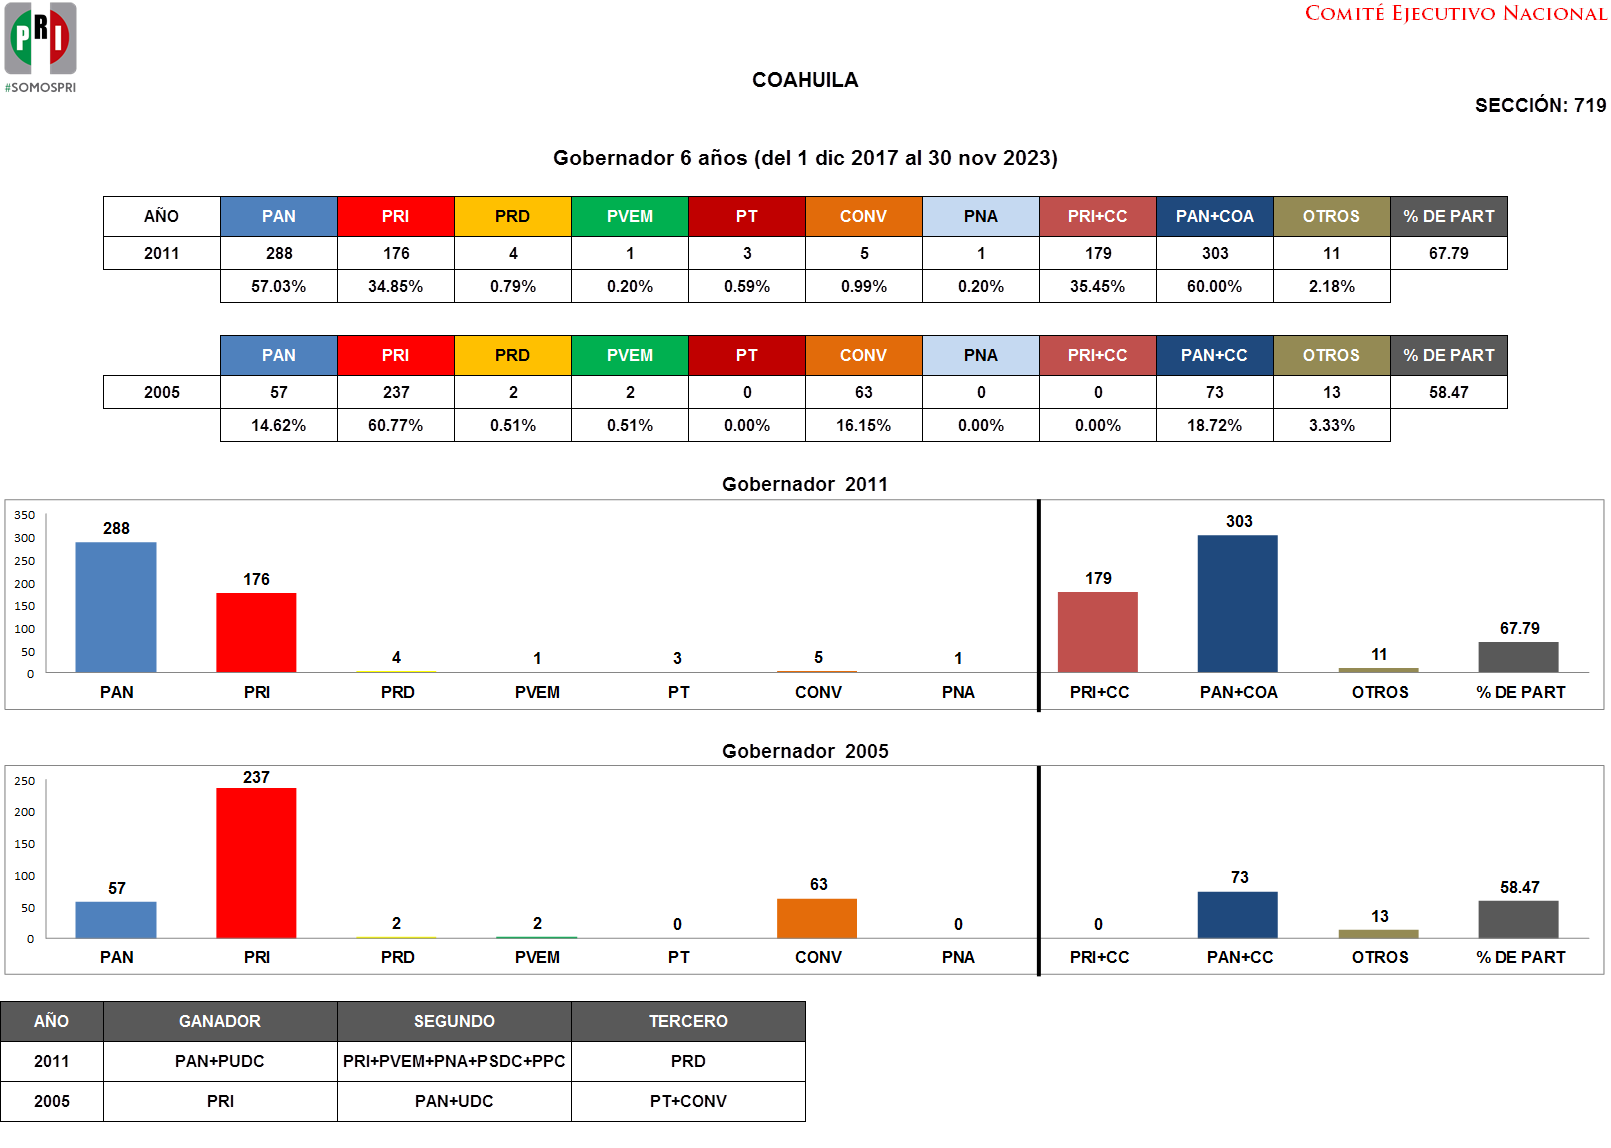 PRI
#SOMOSPRI
COMITÉ EJECUTIVO NACIONAL
COAHUILA
SECCIÓN: 719
Gobernador 6 años (del 1 dic 2017 al 30 nov 2023)
AÑO PAN PRI PRD PVEM PT CONV PNA PRI+CC PAN+COA OTROS % DE PART
2011 288 176 4 1 3 5 1 179 303 11 67.79
57.03% 34.85% 0.79% 0.20% 0.59% 0.99% 0.20% 35.45% 60.00% 2.18%
PAN PRI PRD PVEM PT CONV PNA PRI+CC PAN+CC OTROS % DE PART
2005 57 237 2 2 0 63 0 0 73 13 58.47
14.62% 60.77% 0.51% 0.51% 0.00% 16.15% 0.00% 0.00% 18.72% 3.33%
Gobernador 2011
350
300
250
200
150
100
50
0
288 176 4 1 3 5 1 179 303 11 67.79
PAN PRI PRD PVEM PT CONV PNA PRI+CC PAN+COA OTROS % DE PART
Gobernador 2005
250
200
150
100
50
0
57 237 2 2 0 63 0 0 73 13 58.47
PAN PRI PRD PVEM PT CONV PNA PRI+CC PAN+CC OTROS % DE PART
AÑO GANADOR SEGUNDO TERCERO
2011 PAN+PUDC PRI+PVEM+PNA+PSDC+PPC PRD
2005 PRI PAN+UDC PT+CONV